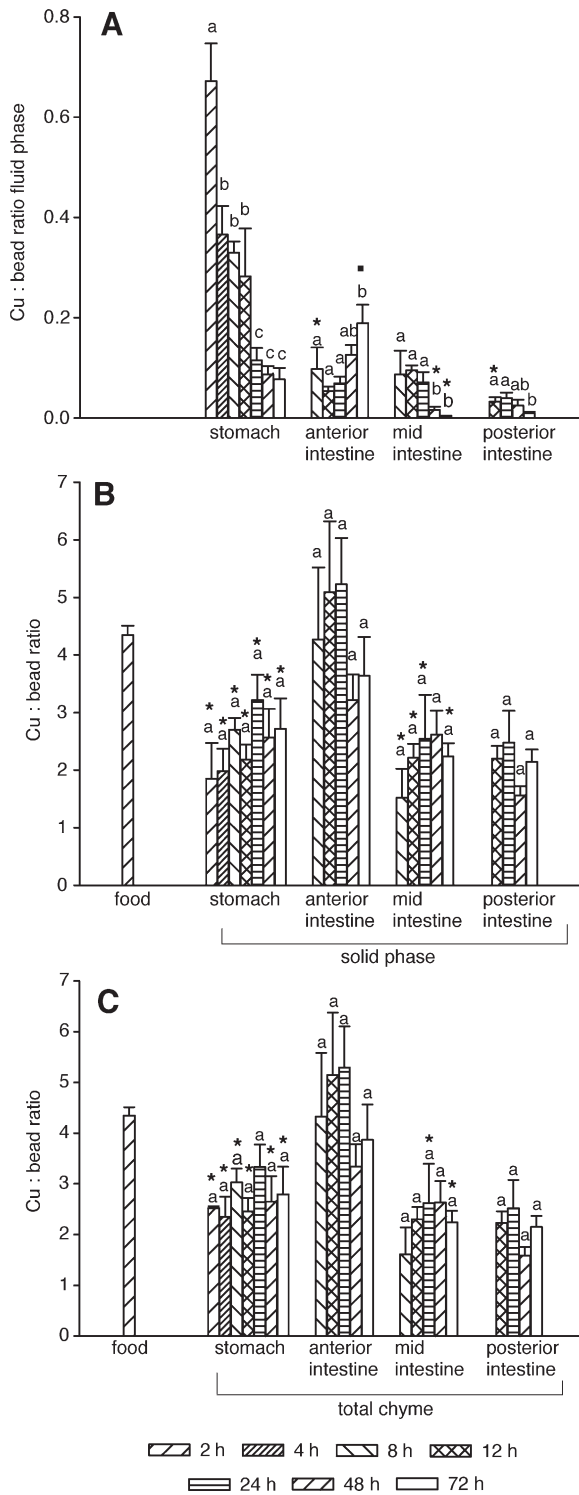 A
Cu : bead ratio fluid phase
0.8
0.6
0.4
0.2
0.0
a
b
b
b
c
c
c
*
a
a
a
ab
■
b
a
a
a
*
b
*
b
*
a
a
ab
b
stomach
anterior intestine
mid intestine
posterior intestine
B
Cu : bead ratio
7
6
5
4
3
2
1
0
*
a
*
a
*
a
*
a
*
a
*
a
*
a
a
a
a
a
a
*
a
*
a
*
a
a
*
a
a
a
a
a
food
stomach
anterior intestine
mid intestine
posterior intestine
solid phase
C
Cu : bead ratio
7
6
5
4
3
2
1
0
*
a
*
a
*
a
*
a
a
*
a
*
a
a
a
a
a
a
a
a
*
a
a
*
a
a
a
a
a
food
stomach
anterior intestine
mid intestine
posterior intestine
total chyme
2 h 4 h 8 h 12 h
24 h 48 h 72 h